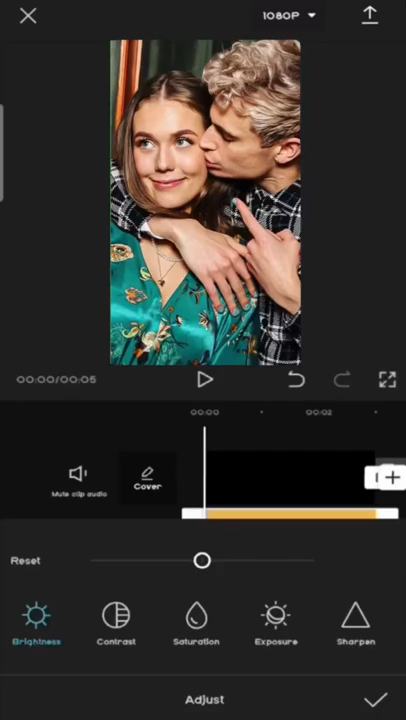 1080P
00:00/00:05
00:00
00:02
Mute clip audio
Cover
Reset
Brightness
Contrast
Saturation
Exposure
Sharpen
Adjust